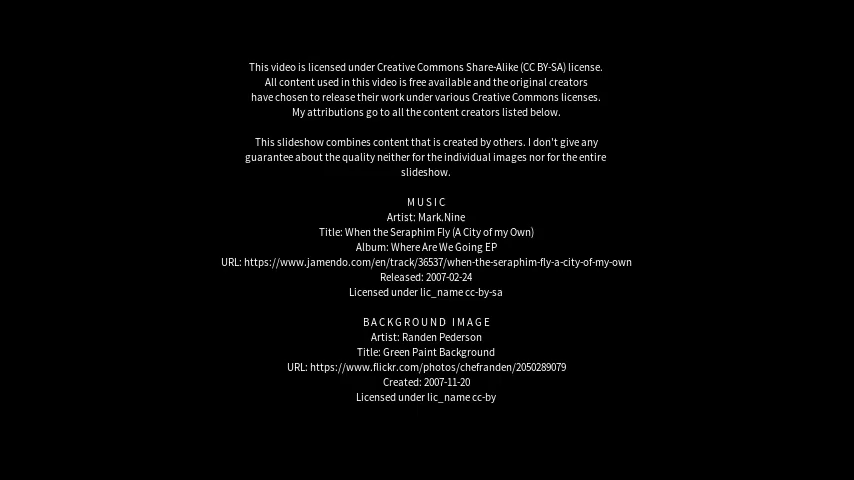 This video is licensed under Creative Commons Share-Alike (CC BY-SA) license.
All content used in this video is free available and the original creators
have chosen to release their work under various Creative Commons licenses.
My attributions go to all the content creators listed below.
This slideshow combines content that is created by others. I don't give any
guarantee about the quality neither for the individual images nor for the entire
slideshow.
MUSIC
Artist: Mark.Nine
Title: When the Seraphim Fly (A City of my Own)
Album: Where Are We Going EP
URL: https://www.jamendo.com/en/track/36537/when-the-seraphim-fly-a-city-of-my-own
Released: 2007-02-24
Licensed under lic_name cc-by-sa
BACKGROUND IMAGE
Artist: Randen Pederson
Title: Green Paint Background
URL: https://www.flickr.com/photos/chefranden/2050289079
Created: 2007-11-20
Licensed under lic_name cc-by